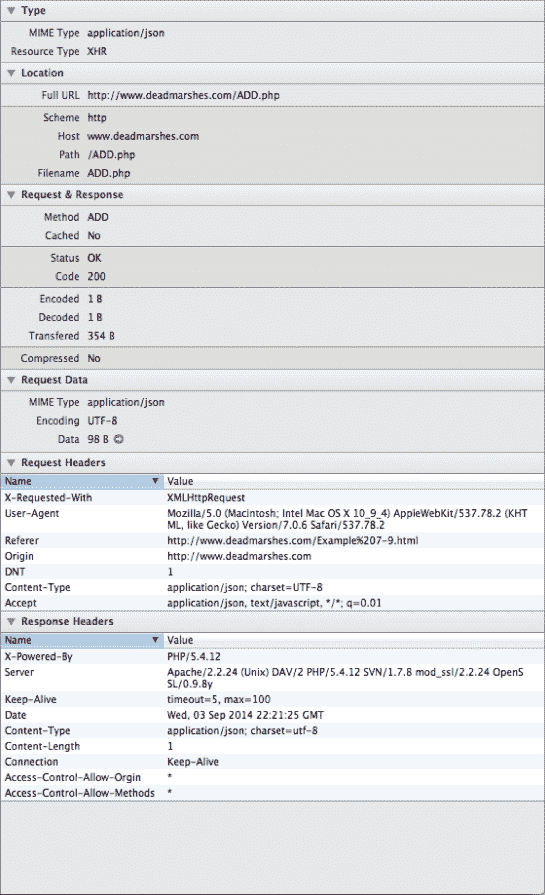 Type
MIME Type application/json
Resource Type XHR
Location
Full URL http://www.deadmarshes.com/ADD.php
Scheme http
Host www.deadmarshes.com
Path /ADD.php
Filename ADD.php
Request & Response
Method ADD
Cached No
Status OK
Code 200
Encoded 1 B
Decoded 1 B
Transfered 354 B
Compressed No
Request Data
MIME Type application/json
Encoding UTF-8
Data 98 B
Request Headers
Name Value
X-Requested-With XMLHttpRequest
User-Agent Mozilla/5.0 (Macintosh; Intel Mac OS X 10_9_4) AppleWebKit/537.78.2 (KHT
ML, like Gecko) Version/7.0.6 Safari/537.78.2
Referer http://www.deadmarshes.com/Example%207-9.html
Origin http://www.deadmarshes.com
DNT 1
Content-Type application/json; charset=UTF-8
Accept application/json, text/javascript, */*; q=0.01
Response Headers
Name Value
X-Powered-By PHP/5.4.12
Server Apache/2.2.24 (Unix) DAV/2 PHP/5.4.12 SVN/1.7.8 mod_ssl/2.2.24 OpenS
SL/0.9.8y
Keep-Alive timeout=5, max=100
Date Wed, 03 Sep 2014 22:21:25 GMT
Content-Type application/json; charset=utf-8
Content-Length 1
Connection Keep-Alive
Access-Control-Allow-Orgin *
Access-Control-Allow-Methods *